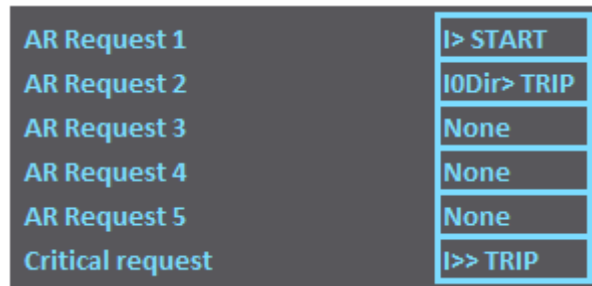 AR Request 1 I> START
AR Request 2 I0Dir> TRIP
AR Request 3 None
AR Request 4 None
AR Request 5 None
Critical request I>> TRIP